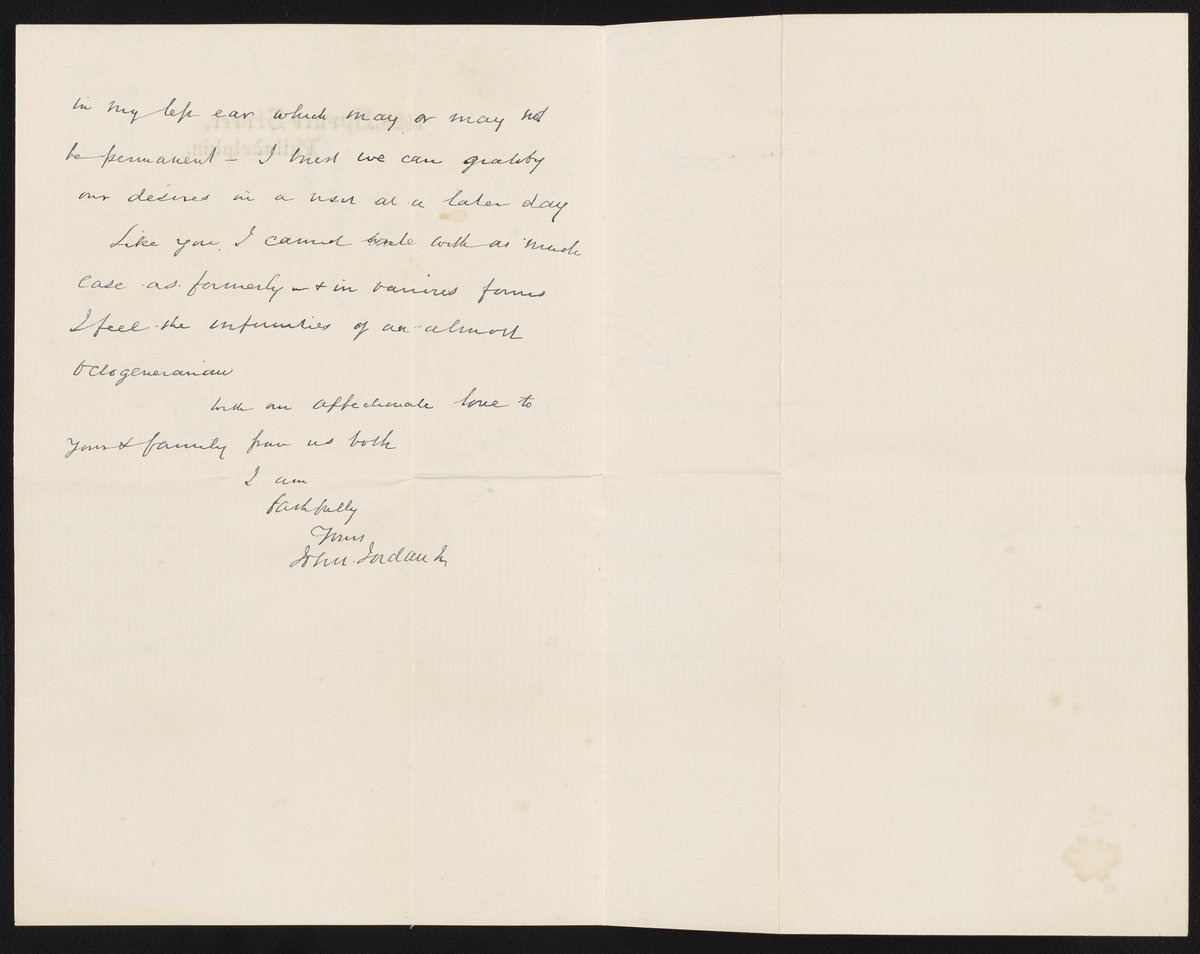 in my left ear which may or may not
be permanent – I trust we can gratify
our desires in a visit at a later day
Like you, I cannot write with as much
ease as formerly – & in various forms
I feel the infirmities of an almost
Octogenarian
With an affectionate love to
you & family from us both
I am
faithfully
Yours
John Jordan Jr